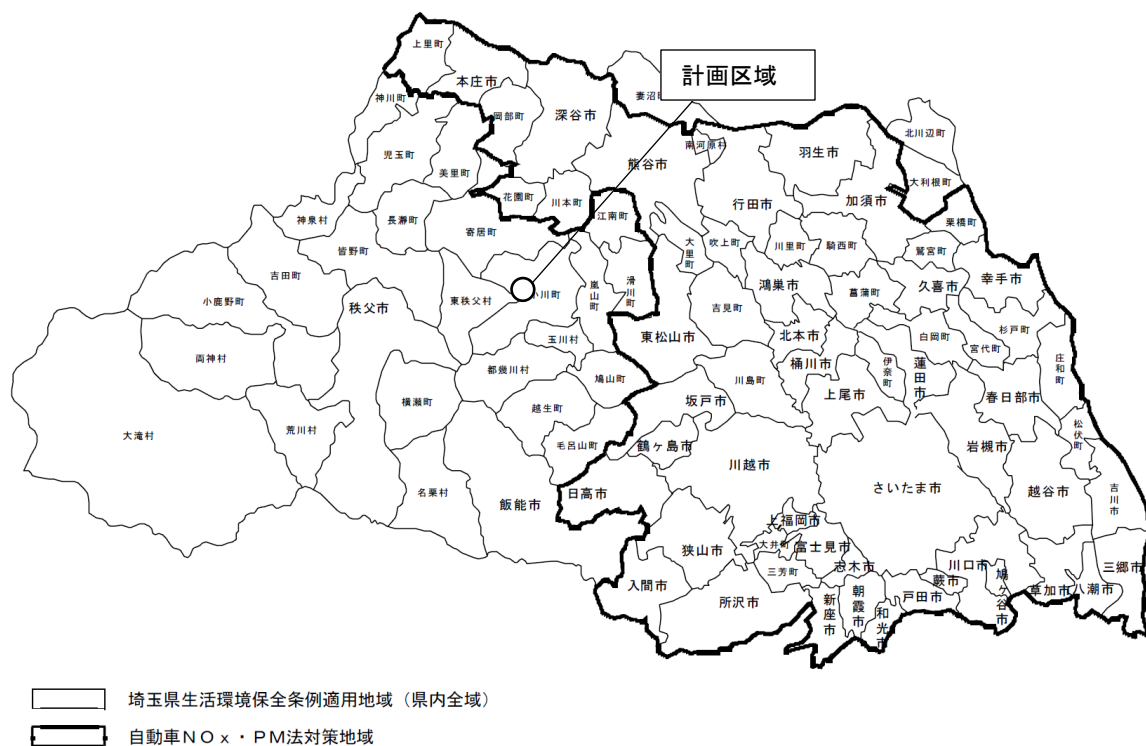 上里町
本庄市
神川町
岡部町
深谷市
妻沼町
計画区域
児玉町
美里町
熊谷市
南河原村
羽生市
北川辺町
大利根町
花園町
川本町
江南町
行田市
加須市
栗橋町
神泉村
長瀞町
寄居町
皆野町
大里町
吹上町
川里町
騎西町
鷲宮町
吉田町
小鹿野町
秩父市
東秩父村
小川町
嵐山町
滑川町
吉見町
鴻巣市
菖蒲町
久喜市
幸手市
両神村
玉川村
東松山市
北本市
白岡町
宮代町
杉戸町
庄和町
都幾川村
鳩山町
川島町
桶川市
伊奈町
蓮田市
横瀬町
越生町
坂戸市
上尾市
春日部市
松伏町
大滝村
荒川村
毛呂山町
鶴ヶ島市
川越市
岩槻市
さいたま市
越谷市
吉川市
名栗村
飯能市
日高市
上福岡市
狭山市
大井町
富士見市
三芳町
志木市
川口市
鳩ヶ谷市
蕨市
戸田市
草加市
八潮市
三郷市
入間市
所沢市
新座市
朝霞市
和光市
埼玉県生活環境保全条例適用地域（県内全域）
自動車ＮＯｘ・ＰＭ法対策地域